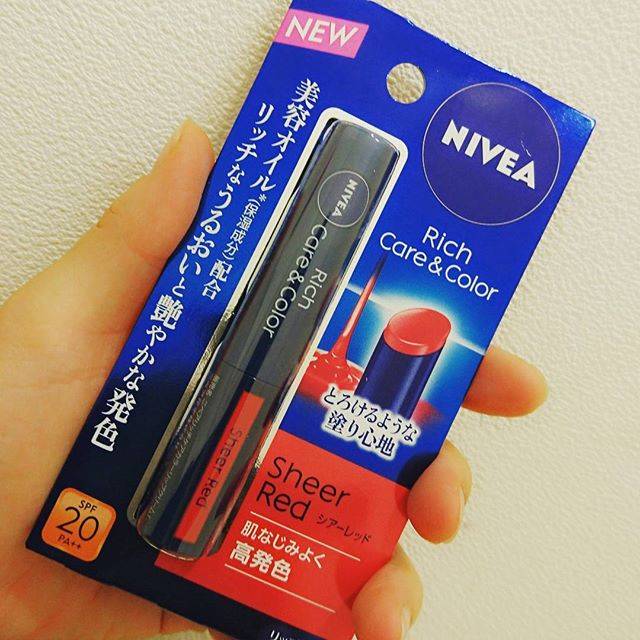 NEW
NIVEA
Rich
Care & Color
美容オイル*(保湿成分)配合
リッチなうるおいと艶やかな発色
NIVEA
Rich
Care & Color
Sheer Red
とろけるような
塗り心地
Sheer
Red シアーレッド
肌なじみよく
高発色
SPF
20
PA++